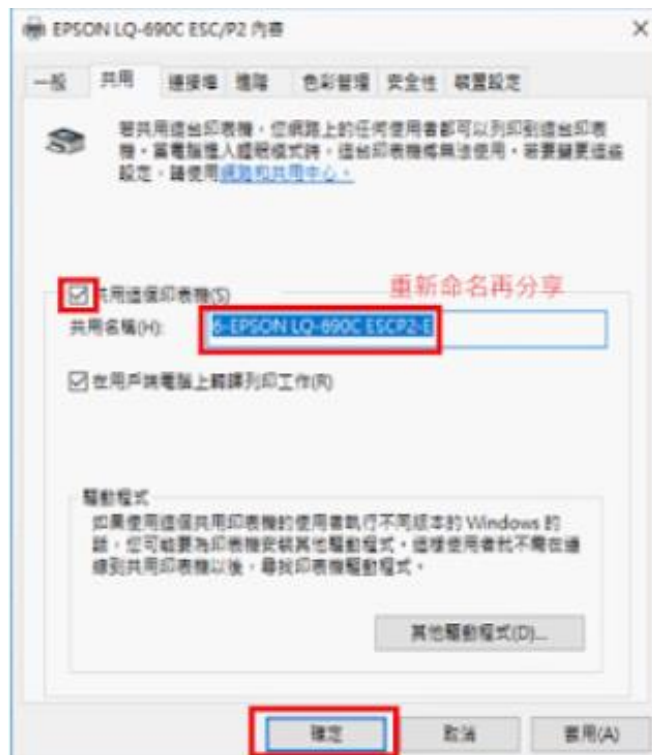 EPSON LQ-690C ESC/P2 內容
一般 共用 連接埠 進階 色彩管理 安全性 裝置設定
若共用這台印表機，您網路上的任何使用者都可以列印到這台印表
機。當電腦進入睡眠模式時，這台印表機將無法使用。若要變更這些
設定，請使用網路和共用中心。
重新命名再分享
共用這個印表機(S)
共用名稱(H): 6-EPSON LQ-690C ESCP2-E
在用戶端電腦上轉譯列印工作(R)
驅動程式
如果使用這個共用印表機的使用者執行不同版本的 Windows 的
話，您可能要為印表機安裝其他驅動程式。這樣使用者就不需在連
線到共用印表機以後，尋找印表機驅動程式。
其他驅動程式(D)...
確定 取消 套用(A)